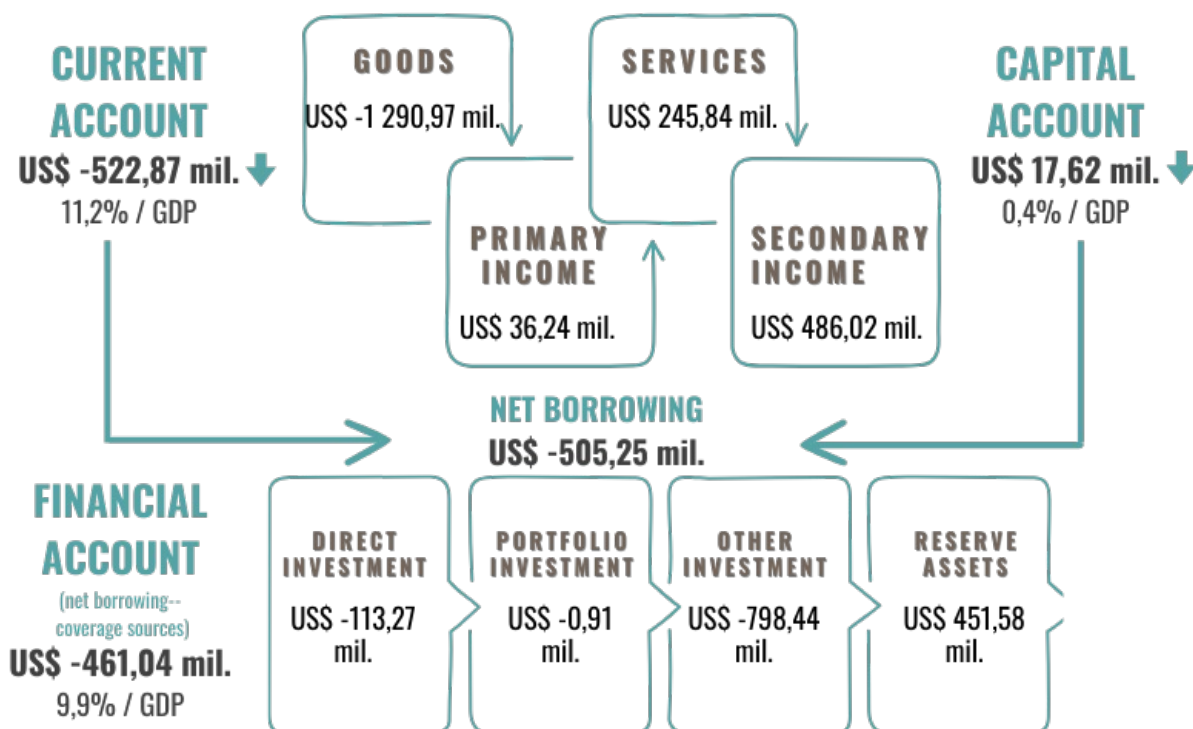 CURRENT
ACCOUNT
US$ -522,87 mil.
11,2% / GDP
GOODS
US$ -1 290,97 mil.
SERVICES
US$ 245,84 mil.
PRIMARY
INCOME
US$ 36,24 mil.
SECONDARY
INCOME
US$ 486,02 mil.
CAPITAL
ACCOUNT
US$ 17,62 mil.
0,4% / GDP
NET BORROWING
US$ -505,25 mil.
FINANCIAL
ACCOUNT
(net borrowing--
coverage sources)
US$ -461,04 mil.
9,9% / GDP
DIRECT
INVESTMENT
US$ -113,27
mil.
PORTFOLIO
INVESTMENT
US$ -0,91
mil.
OTHER
INVESTMENT
US$ -798,44
mil.
RESERVE
ASSETS
US$ 451,58
mil.